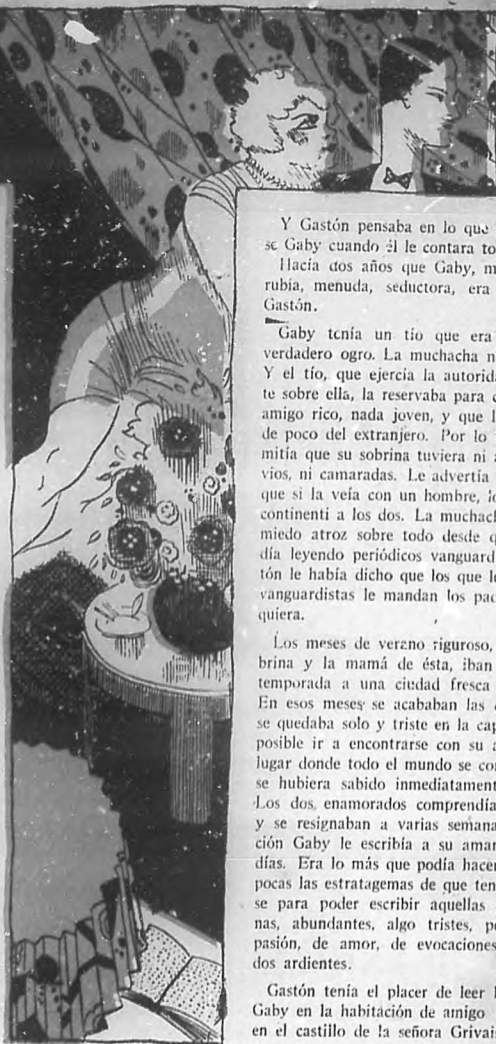 Y Gastón pensaba en lo que
se Gaby cuando él le contara to
Hacía dos años que Gaby, m
rubia, menuda, seductora, era
Gastón.
Gaby tenía un tío que era
verdadero ogro. La muchacha n
Y el tío, que ejercía la autorida
te sobre ella, la reservaba para
amigo rico, nada joven, y que l
de poco del extranjero. Por lo
mitía que su sobrina tuviera ni
vios, ni camaradas. Le advertía
que si la veía con un hombre, lo
continenti a los dos. La muchach
miedo atroz sobre todo desde q
día leyendo periódicos vanguard
tón le había dicho que los que l
vanguardistas le mandan los pac
quiera.
Los meses de verano riguroso,
brina y la mamá de ésta, iban
temporada a una ciudad fresca
En esos meses se acababan las
se quedaba solo y triste en la cap
posible ir a encontrarse con su a
lugar donde todo el mundo se con
se hubiera sabido inmediatament
Los dos enamorados comprendía
y se resignaban a varias semana
ción Gaby le escribía a su aman
días. Era lo más que podía hacer
pocas las estratagemas de que ten
se para poder escribir aquellas
nas, abundantes, algo tristes, pe
pasión, de amor, de evocaciones
dos ardientes.
Gastón tenía el placer de leer l
Gaby en la habitación de amigo
en el castillo de la señora Grivai